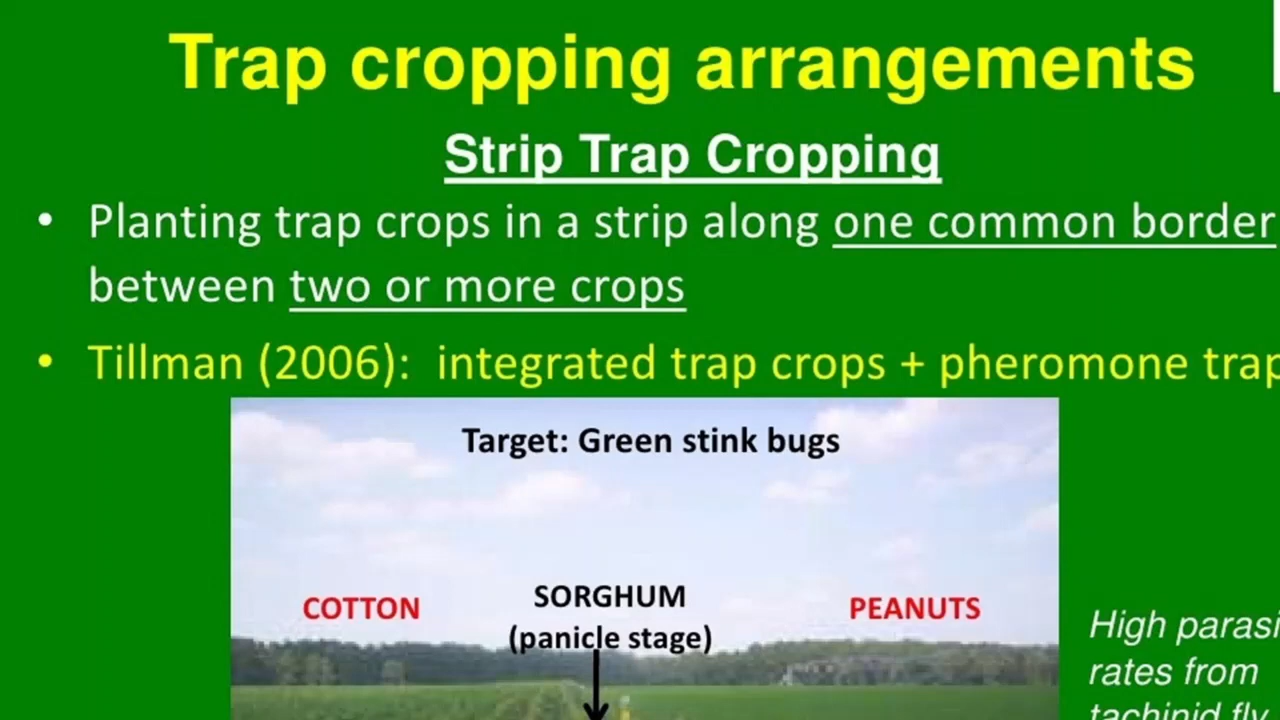 Trap cropping arrangements
Strip Trap Cropping
• Planting trap crops in a strip along one common border
between two or more crops
• Tillman (2006): integrated trap crops + pheromone trap
Target: Green stink bugs
COTTON
SORGHUM
(panicle stage)
PEANUTS
High parasi
rates from
tachinid fly